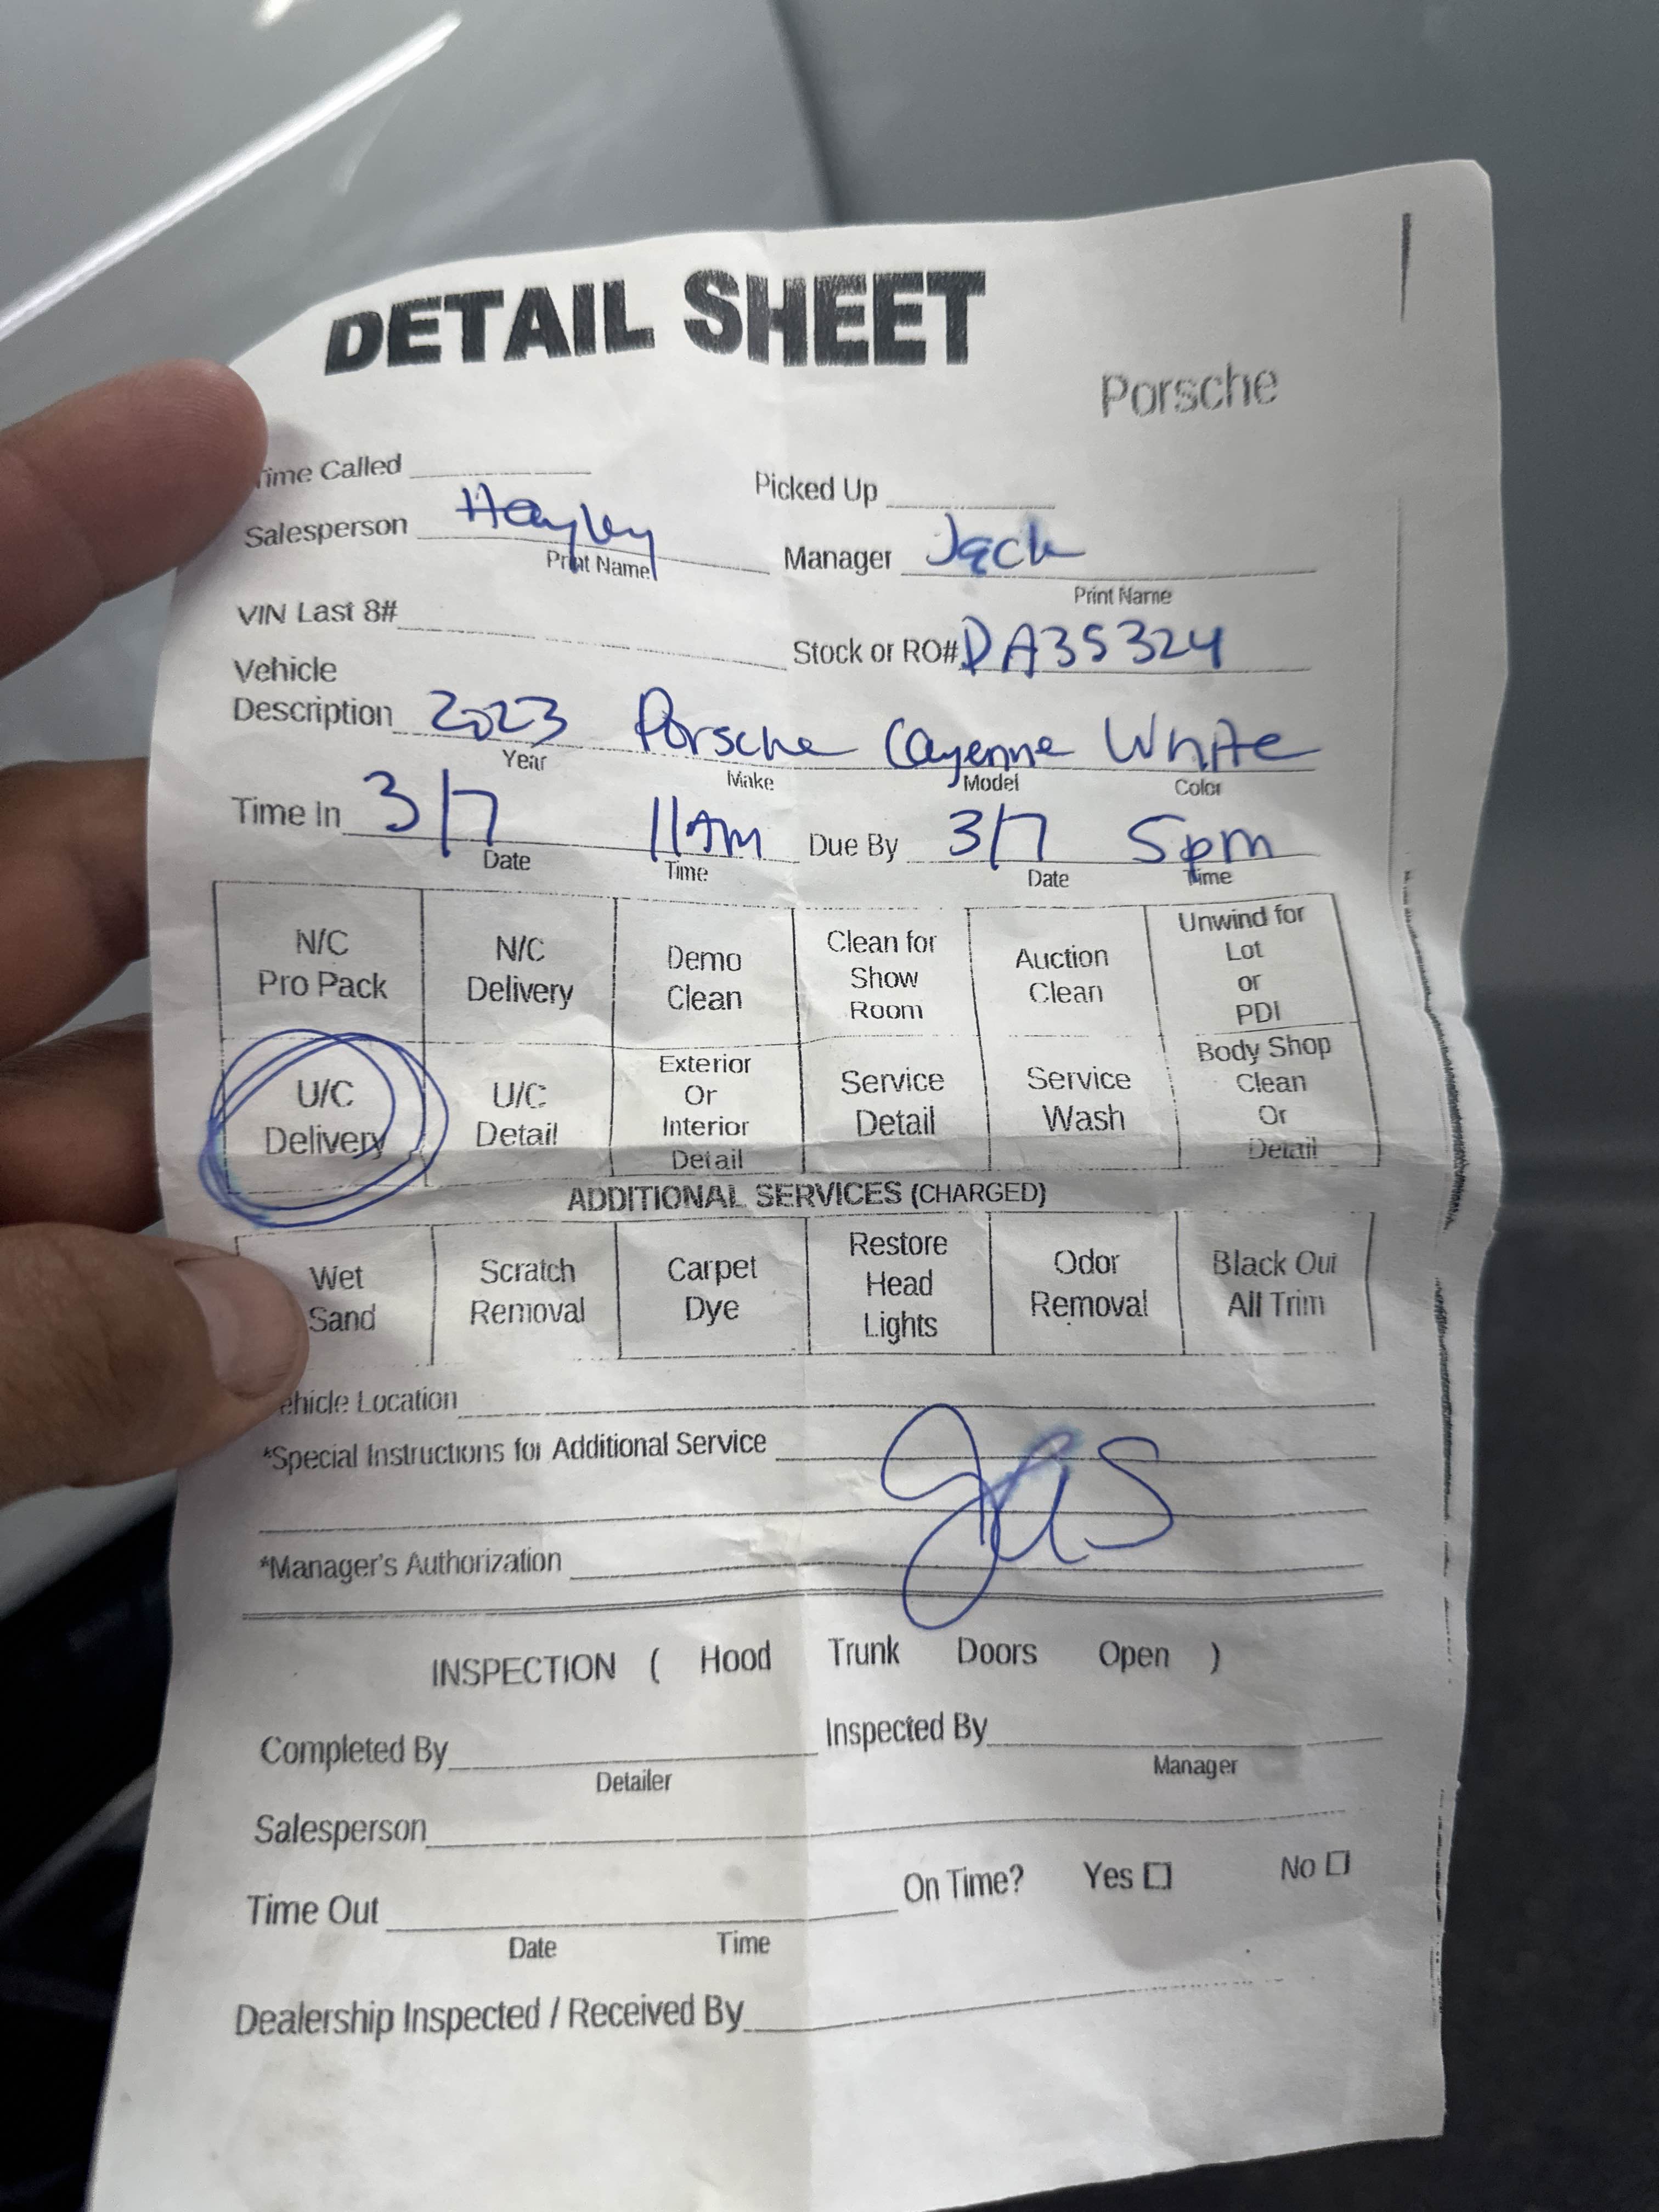 DETAIL SHEET
Porsche
Time Called Picked Up
Salesperson Hayley Manager Jack
Print Name Print Name
VIN Last 8# Stock or RO# DA35324
Vehicle
Description 2023 Porsche Cayenne White
Year Make Model Color
Time In 3/7 11AM Due By 3/7 5pm
Date Time Date Time
N/C Pro Pack N/C Delivery Demo Clean Clean for Show Room Auction Clean Unwind for Lot or PDI
U/C Delivery U/C Detail Exterior Or Interior Detail Service Detail Service Wash Body Shop Clean Or Detail
ADDITIONAL SERVICES (CHARGED)
Wet Sand Scratch Removal Carpet Dye Restore Head Lights Odor Removal Black Out All Trim
Vehicle Location
*Special Instructions for Additional Service
*Manager's Authorization
INSPECTION ( Hood Trunk Doors Open )
Completed By Inspected By
Detailer Manager
Salesperson
On Time? Yes No
Time Out
Date Time
Dealership Inspected / Received By